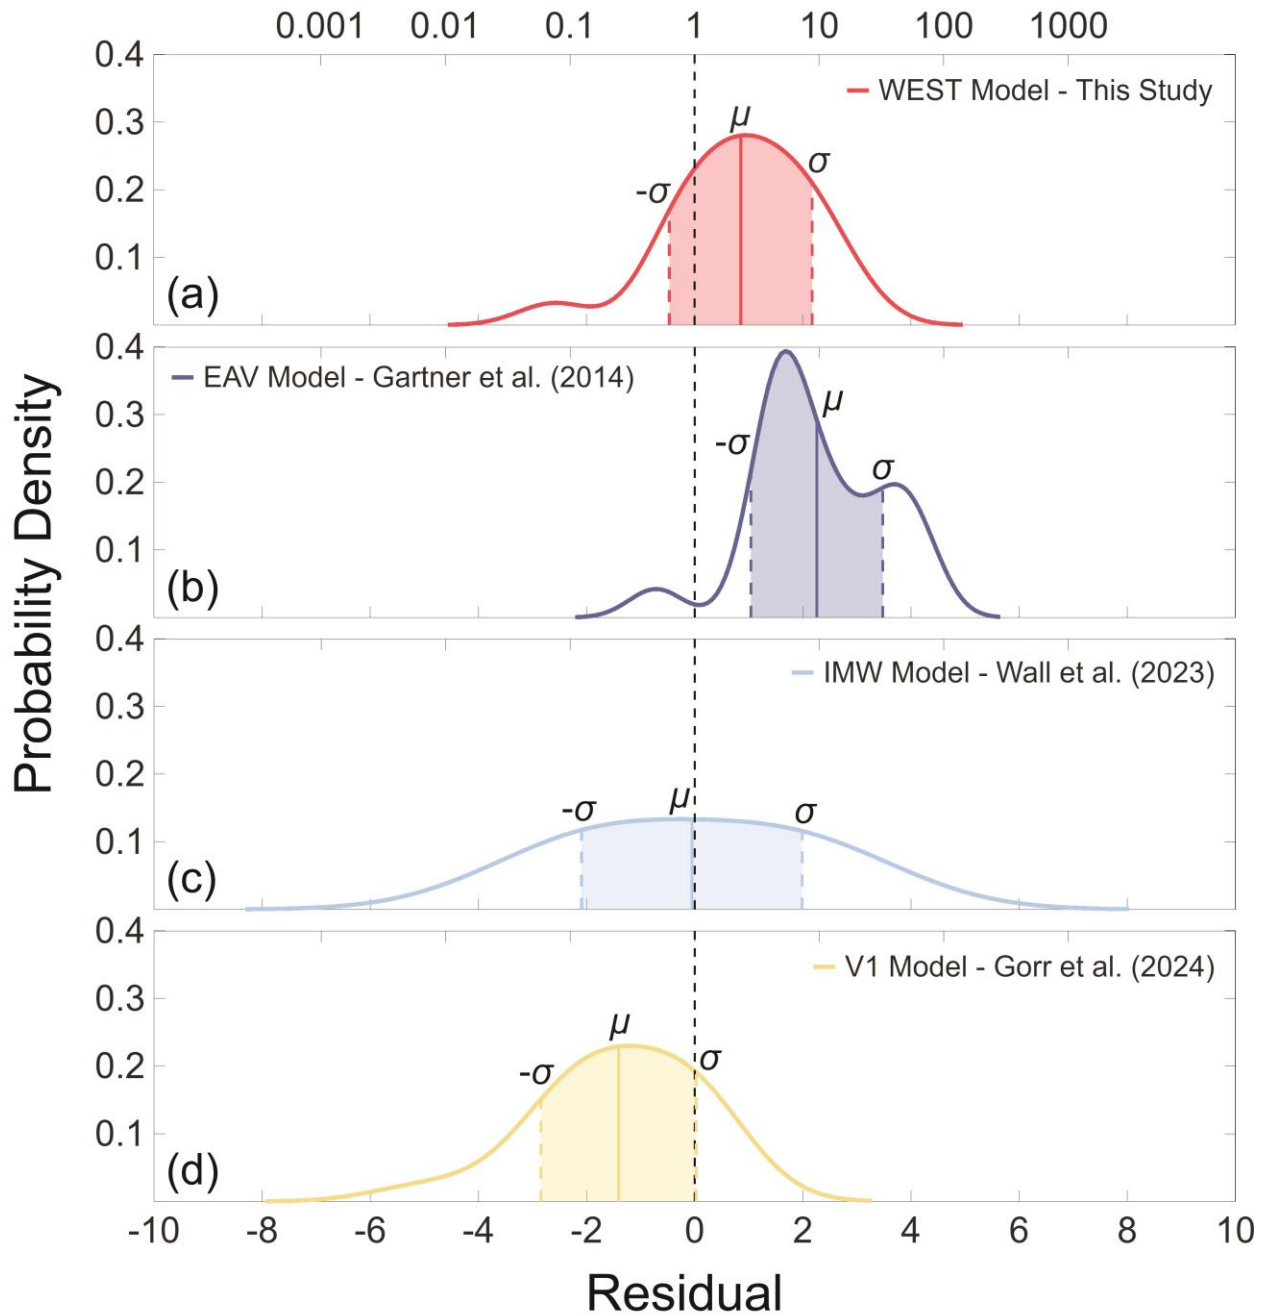 0.001 0.01 0.1 1 10 100 1000
Probability Density
0.4
0.3
0.2
0.1
WEST Model - This Study
-σ μ σ
(a)
0.4
0.3
0.2
0.1
EAV Model - Gartner et al. (2014)
-σ μ σ
(b)
0.4
0.3
0.2
0.1
IMW Model - Wall et al. (2023)
-σ μ σ
(c)
0.4
0.3
0.2
0.1
V1 Model - Gorr et al. (2024)
-σ μ σ
(d)
-10 -8 -6 -4 -2 0 2 4 6 8 10
Residual